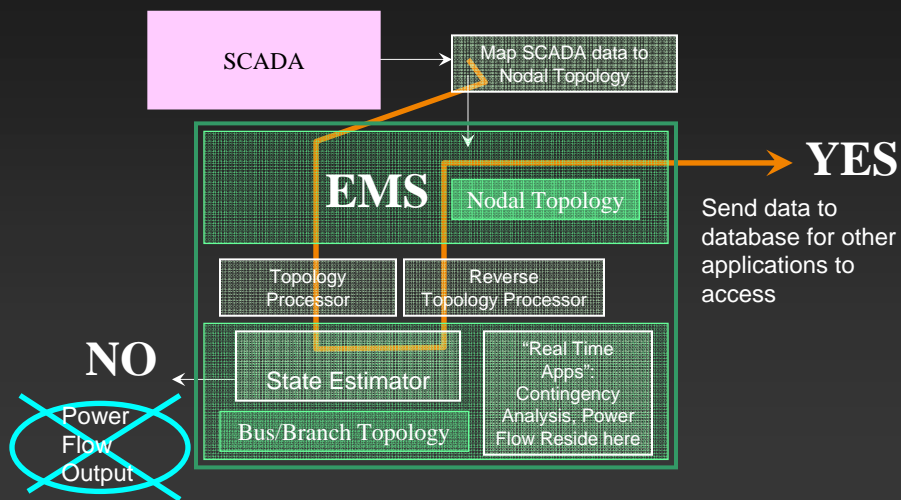 SCADA
Map SCADA data to
Nodal Topology
EMS
Nodal Topology
YES
Send data to
database for other
applications to
access
Topology
Processor
Reverse
Topology Processor
NO
State Estimator
Bus/Branch Topology
“Real Time
Apps”:
Contingency
Analysis, Power
Flow Reside here
Power
Flow
Output